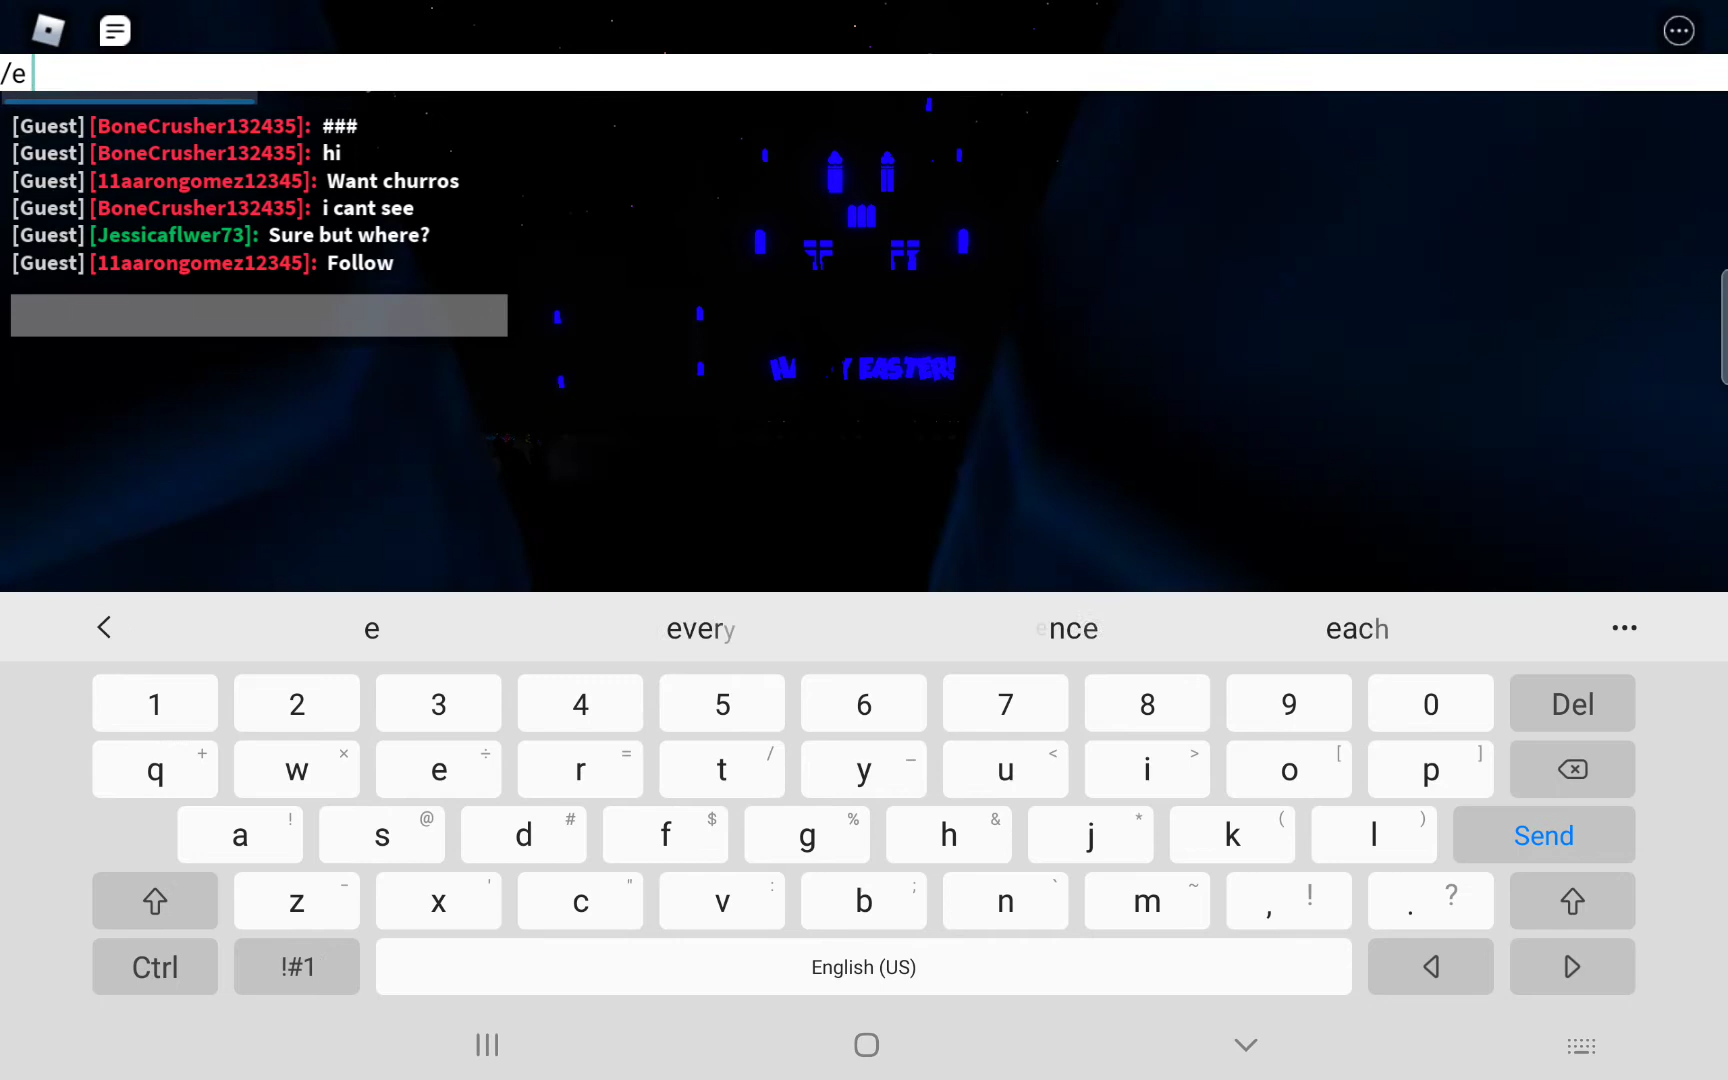 /e
[Guest] [BoneCrusher132435]: ###
[Guest] [BoneCrusher132435]: hi
[Guest] [11aarongomez12345]: Want churros
[Guest] [BoneCrusher132435]: i cant see
[Guest] [Jessicaflwer73]: Sure but where?
[Guest] [11aarongomez12345]: Follow
EASTER!
e every nce each
1 2 3 4 5 6 7 8 9 0 Del
q + w × e ÷ r = t / y _ u < i > o [ p ]
a ! s @ d # f $ g % h & j * k ( l ) Send
z - x ' c " v : b ; n ` m ~ , ! . ?
Ctrl !#1 English (US)